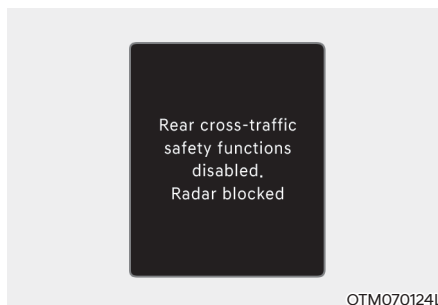 Rear cross-traffic
safety functions
disabled.
Radar blocked
OTM070124L